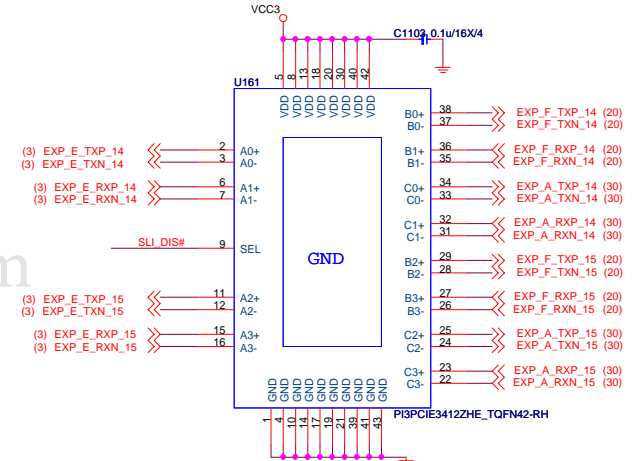 VCC3
C1103 0.1u/16X/4
U161
5 8 13 18 20 30 40 42
VDD VDD VDD VDD VDD VDD VDD VDD
(3) EXP_E_TXP_14 2 A0+
(3) EXP_E_TXN_14 3 A0-
(3) EXP_E_RXP_14 6 A1+
(3) EXP_E_RXN_14 7 A1-
SLI_DIS# 9 SEL
(3) EXP_E_TXP_15 11 A2+
(3) EXP_E_TXN_15 12 A2-
(3) EXP_E_RXP_15 15 A3+
(3) EXP_E_RXN_15 16 A3-
GND
B0+ 38 EXP_F_TXP_14 (20)
B0- 37 EXP_F_TXN_14 (20)
B1+ 36 EXP_F_RXP_14 (20)
B1- 35 EXP_F_RXN_14 (20)
C0+ 34 EXP_A_TXP_14 (30)
C0- 33 EXP_A_TXN_14 (30)
C1+ 32 EXP_A_RXP_14 (30)
C1- 31 EXP_A_RXN_14 (30)
B2+ 29 EXP_F_TXP_15 (20)
B2- 28 EXP_F_TXN_15 (20)
B3+ 27 EXP_F_RXP_15 (20)
B3- 26 EXP_F_RXN_15 (20)
C2+ 25 EXP_A_TXP_15 (30)
C2- 24 EXP_A_TXN_15 (30)
C3+ 23 EXP_A_RXP_15 (30)
C3- 22 EXP_A_RXN_15 (30)
GND GND GND GND GND GND GND GND GND GND
1 4 10 14 17 19 21 39 41 43
PI3PCIE3412ZHE_TQFN42-RH
m